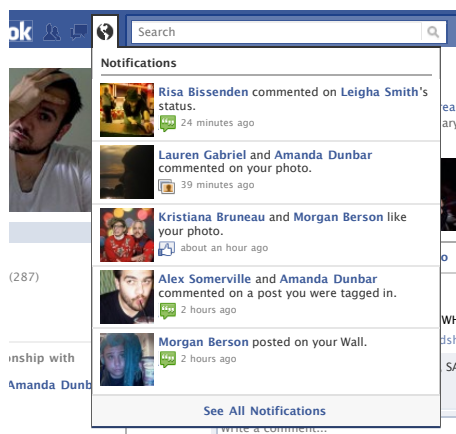 ok
Search
Notifications
Risa Bissenden commented on Leigha Smith's
status.
24 minutes ago
Lauren Gabriel and Amanda Dunbar
commented on your photo.
39 minutes ago
Kristiana Bruneau and Morgan Berson like
your photo.
about an hour ago
Alex Somerville and Amanda Dunbar
commented on a post you were tagged in.
2 hours ago
Morgan Berson posted on your Wall.
2 hours ago
See All Notifications
(287)
onship with
Amanda Dunb
Write a comment...